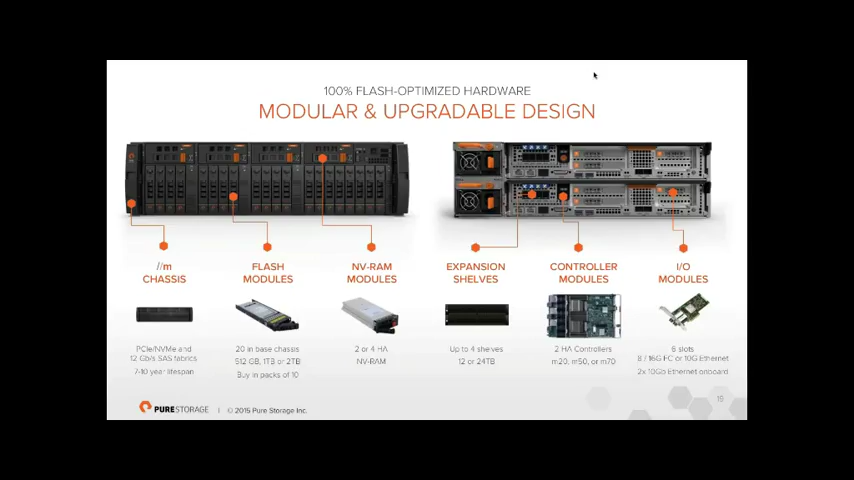 100% FLASH-OPTIMIZED HARDWARE
MODULAR & UPGRADABLE DESIGN
//m
CHASSIS
PCIe/NVMe and
12 Gb/s SAS fabrics
7-10 year lifespan
FLASH
MODULES
20 in base chassis
512 GB, 1TB or 2TB
Buy in packs of 10
NV-RAM
MODULES
2 or 4 HA
NV-RAM
EXPANSION
SHELVES
Up to 4 shelves
12 or 24TB
CONTROLLER
MODULES
2 HA Controllers
m20, m50, or m70
I/O
MODULES
6 slots
8 / 16G FC or 10G Ethernet
2x 10Gb Ethernet onboard
PURESTORAGE | © 2015 Pure Storage Inc.
15